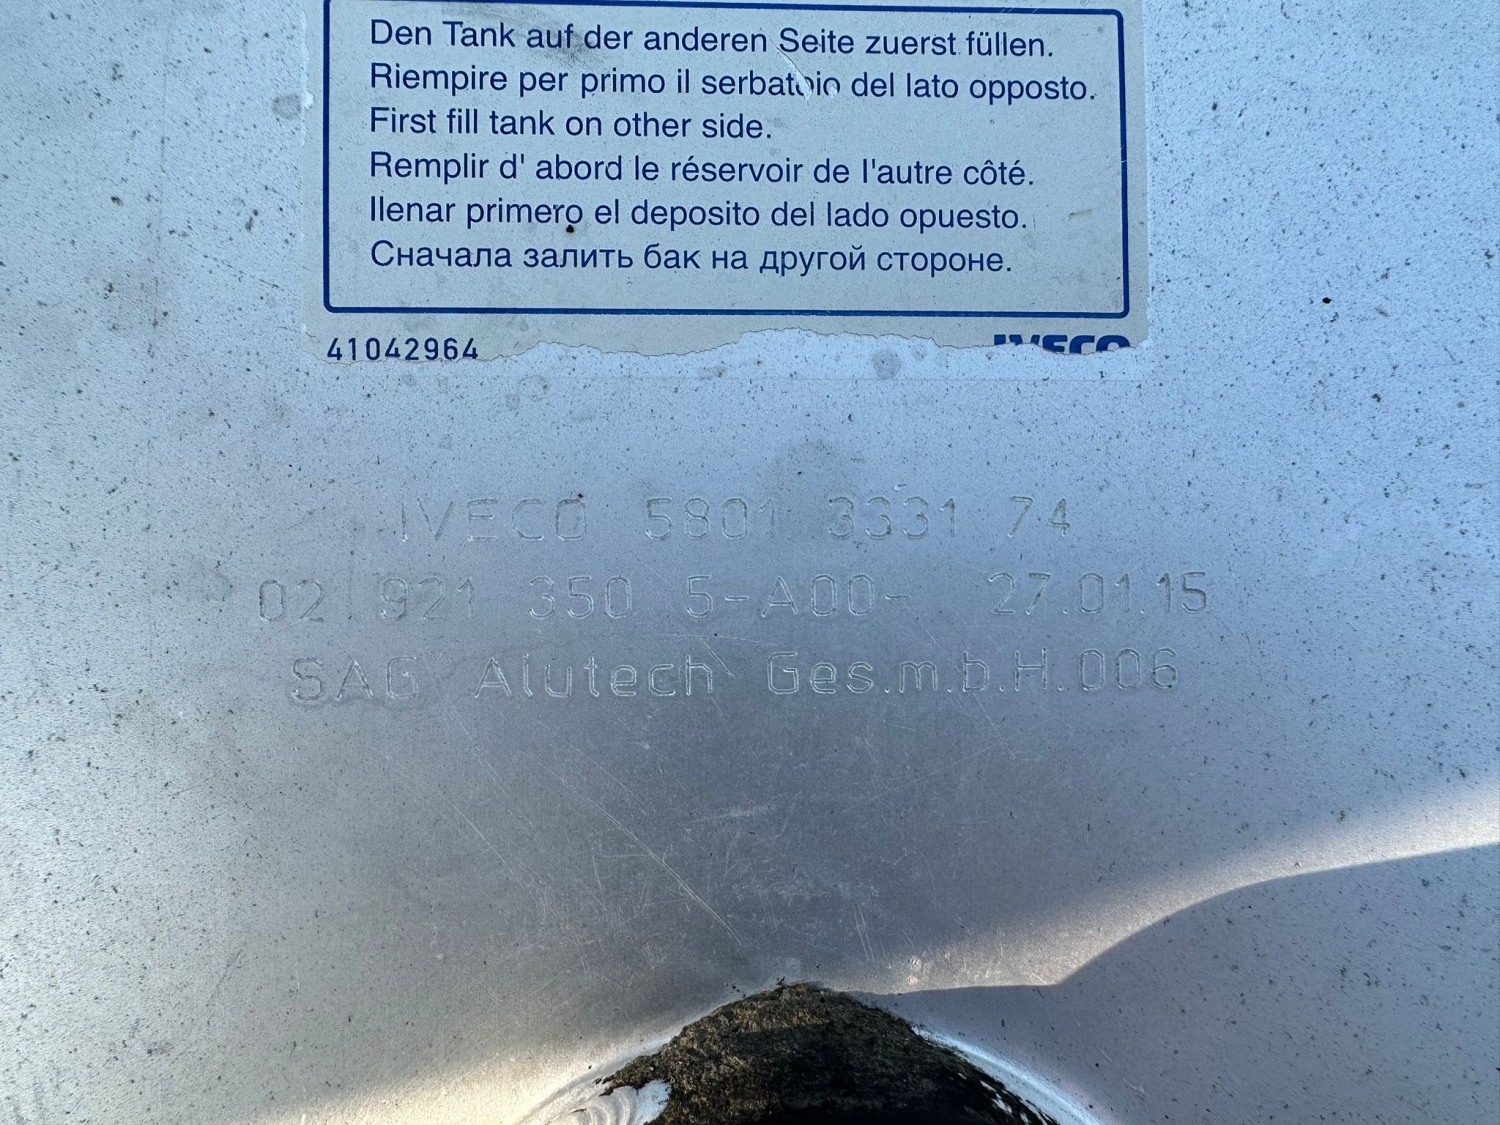 Den Tank auf der anderen Seite zuerst füllen.
Riempire per primo il serbatoio del lato opposto.
First fill tank on other side.
Remplir d' abord le réservoir de l'autre côté.
llenar primero el deposito del lado opuesto.
Сначала залить бак на другой стороне.
41042964 IVECO
IVECO 5801 3331 74
02 921 350 5-A00- 27.01.15
SAG Alutech Ges.m.b.H. 006